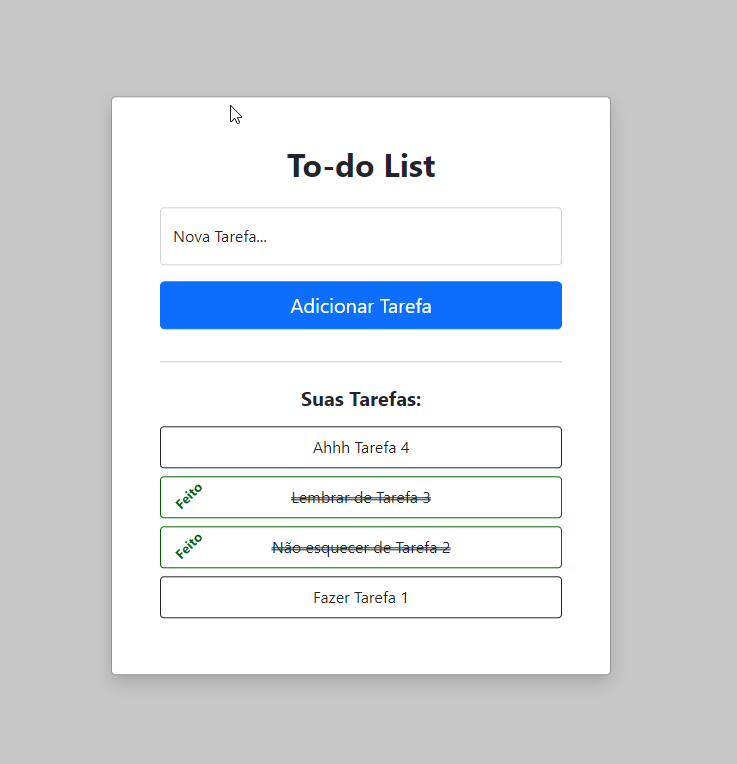 To-do List
Nova Tarefa...
Adicionar Tarefa
Suas Tarefas:
Ahhh Tarefa 4
Feito Lembrar de Tarefa 3
Feito Não esquecer de Tarefa 2
Fazer Tarefa 1